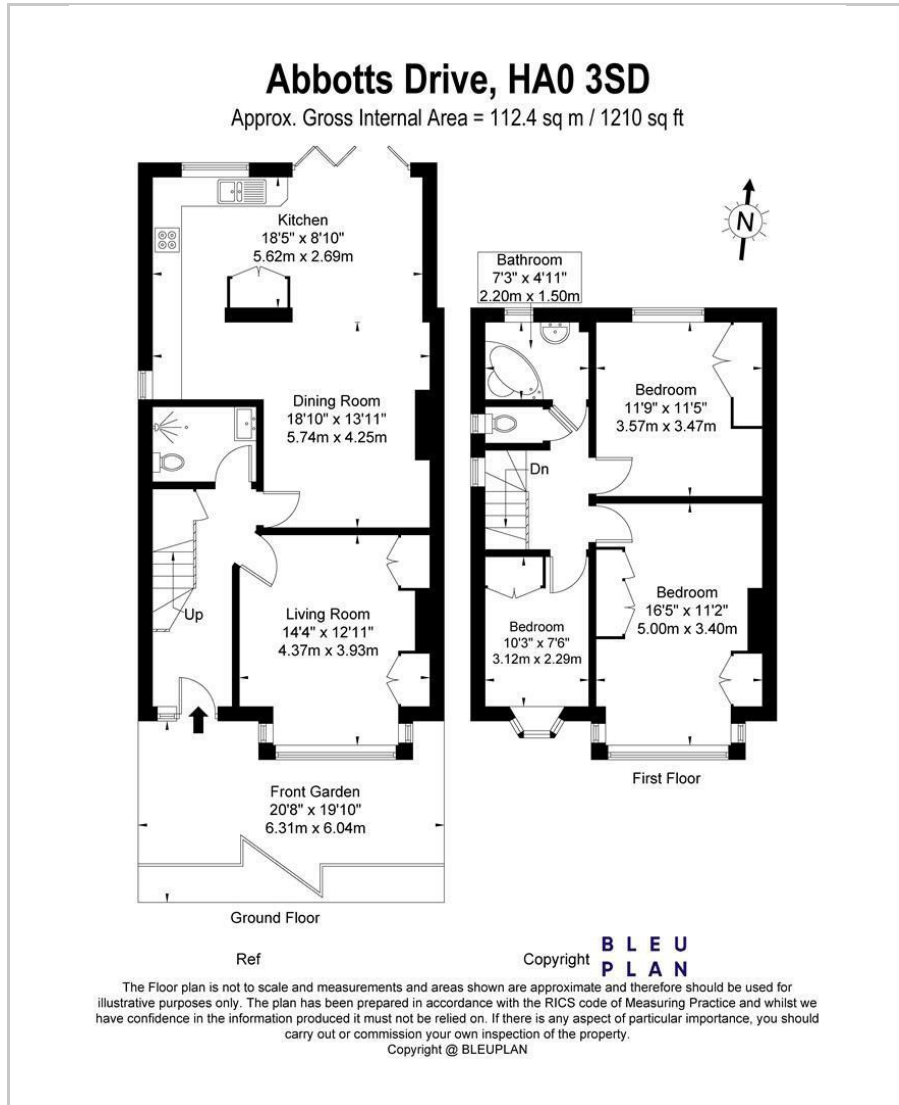 Abbotts Drive, HA0 3SD
Approx. Gross Internal Area = 112.4 sq m / 1210 sq ft
Kitchen
18'5" x 8'10"
5.62m x 2.69m
N
Bathroom
7'3" x 4'11"
2.20m x 1.50m
Dining Room
18'10" x 13'11"
5.74m x 4.25m
Bedroom
11'9" x 11'5"
3.57m x 3.47m
Dn
Up
Living Room
14'4" x 12'11"
4.37m x 3.93m
Bedroom
10'3" x 7'6"
3.12m x 2.29m
Bedroom
16'5" x 11'2"
5.00m x 3.40m
Front Garden
20'8" x 19'10"
6.31m x 6.04m
First Floor
Ground Floor
Ref
Copyright
BLEU
PLAN
The Floor plan is not to scale and measurements and areas shown are approximate and therefore should be used for
illustrative purposes only. The plan has been prepared in accordance with the RICS code of Measuring Practice and whilst we
have confidence in the information produced it must not be relied on. If there is any aspect of particular importance, you should
carry out or commission your own inspection of the property.
Copyright @ BLEUPLAN